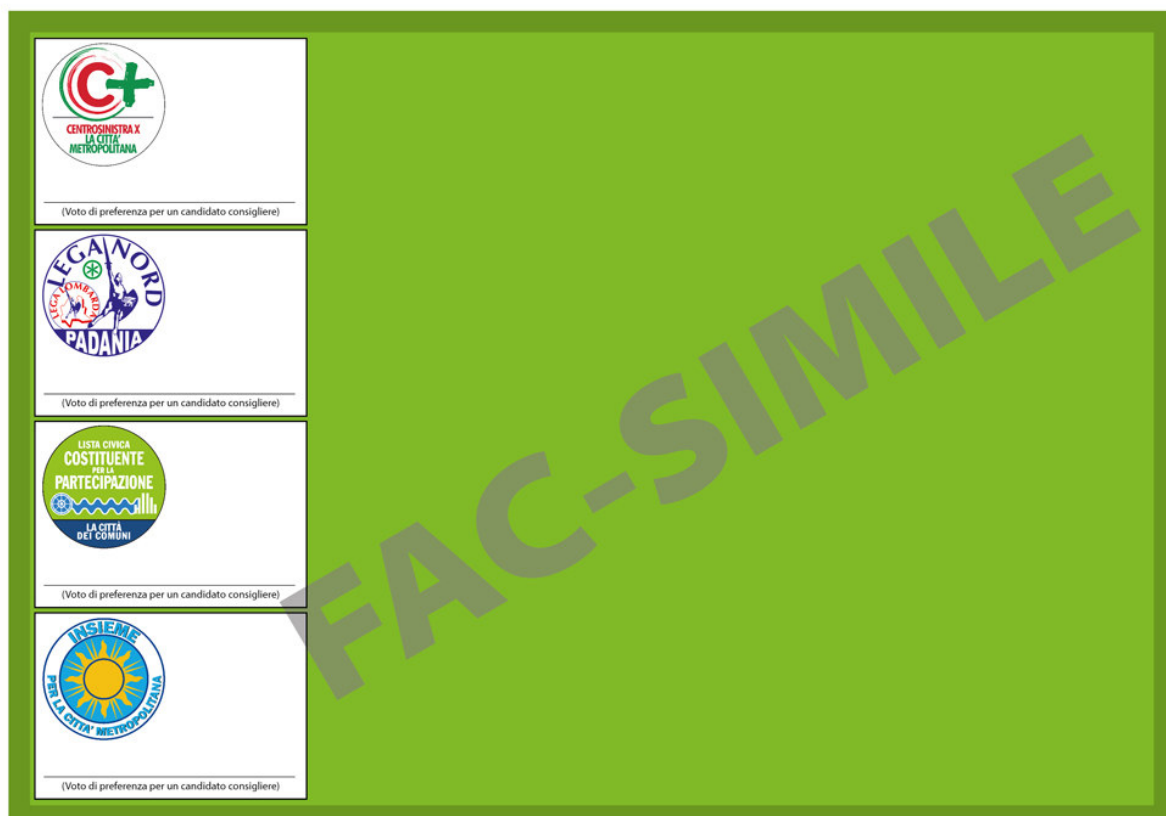 C+
CENTROSINISTRA X
LA CITTA'
METROPOLITANA
(Voto di preferenza per un candidato consigliere)
LEGA NORD
LEGA LOMBARDA
PADANIA
(Voto di preferenza per un candidato consigliere)
LISTA CIVICA
COSTITUENTE
PER LA
PARTECIPAZIONE
LA CITTÀ
DEI COMUNI
(Voto di preferenza per un candidato consigliere)
INSIEME
PER LA CITTA' METROPOLITANA
(Voto di preferenza per un candidato consigliere)
FAC-SIMILE